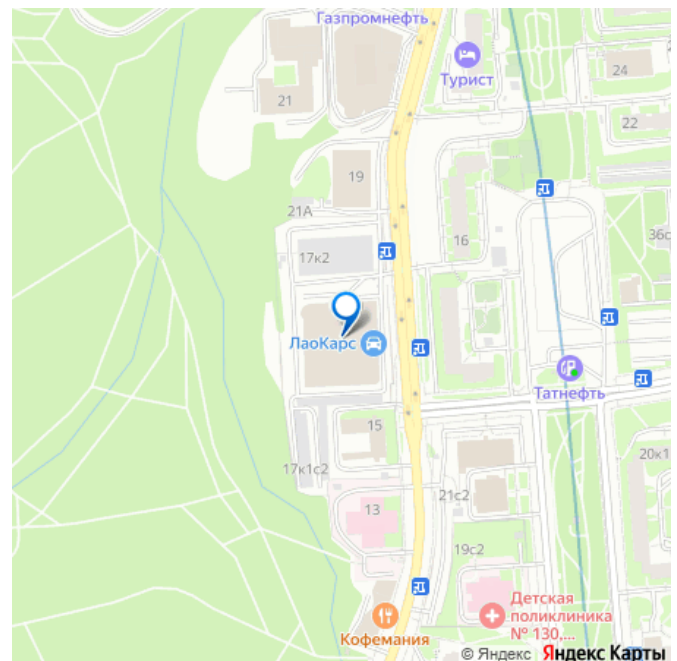 Газпромнефть
Турист
24
21
22
19
21А
36с
16
17к2
ЛаоКарс
Татнефть
15
20к1
17к1с2
21с2
13
19с2
Детская
поликлиника
№ 130,...
Кофемания
© Яндекс Яндекс Карты